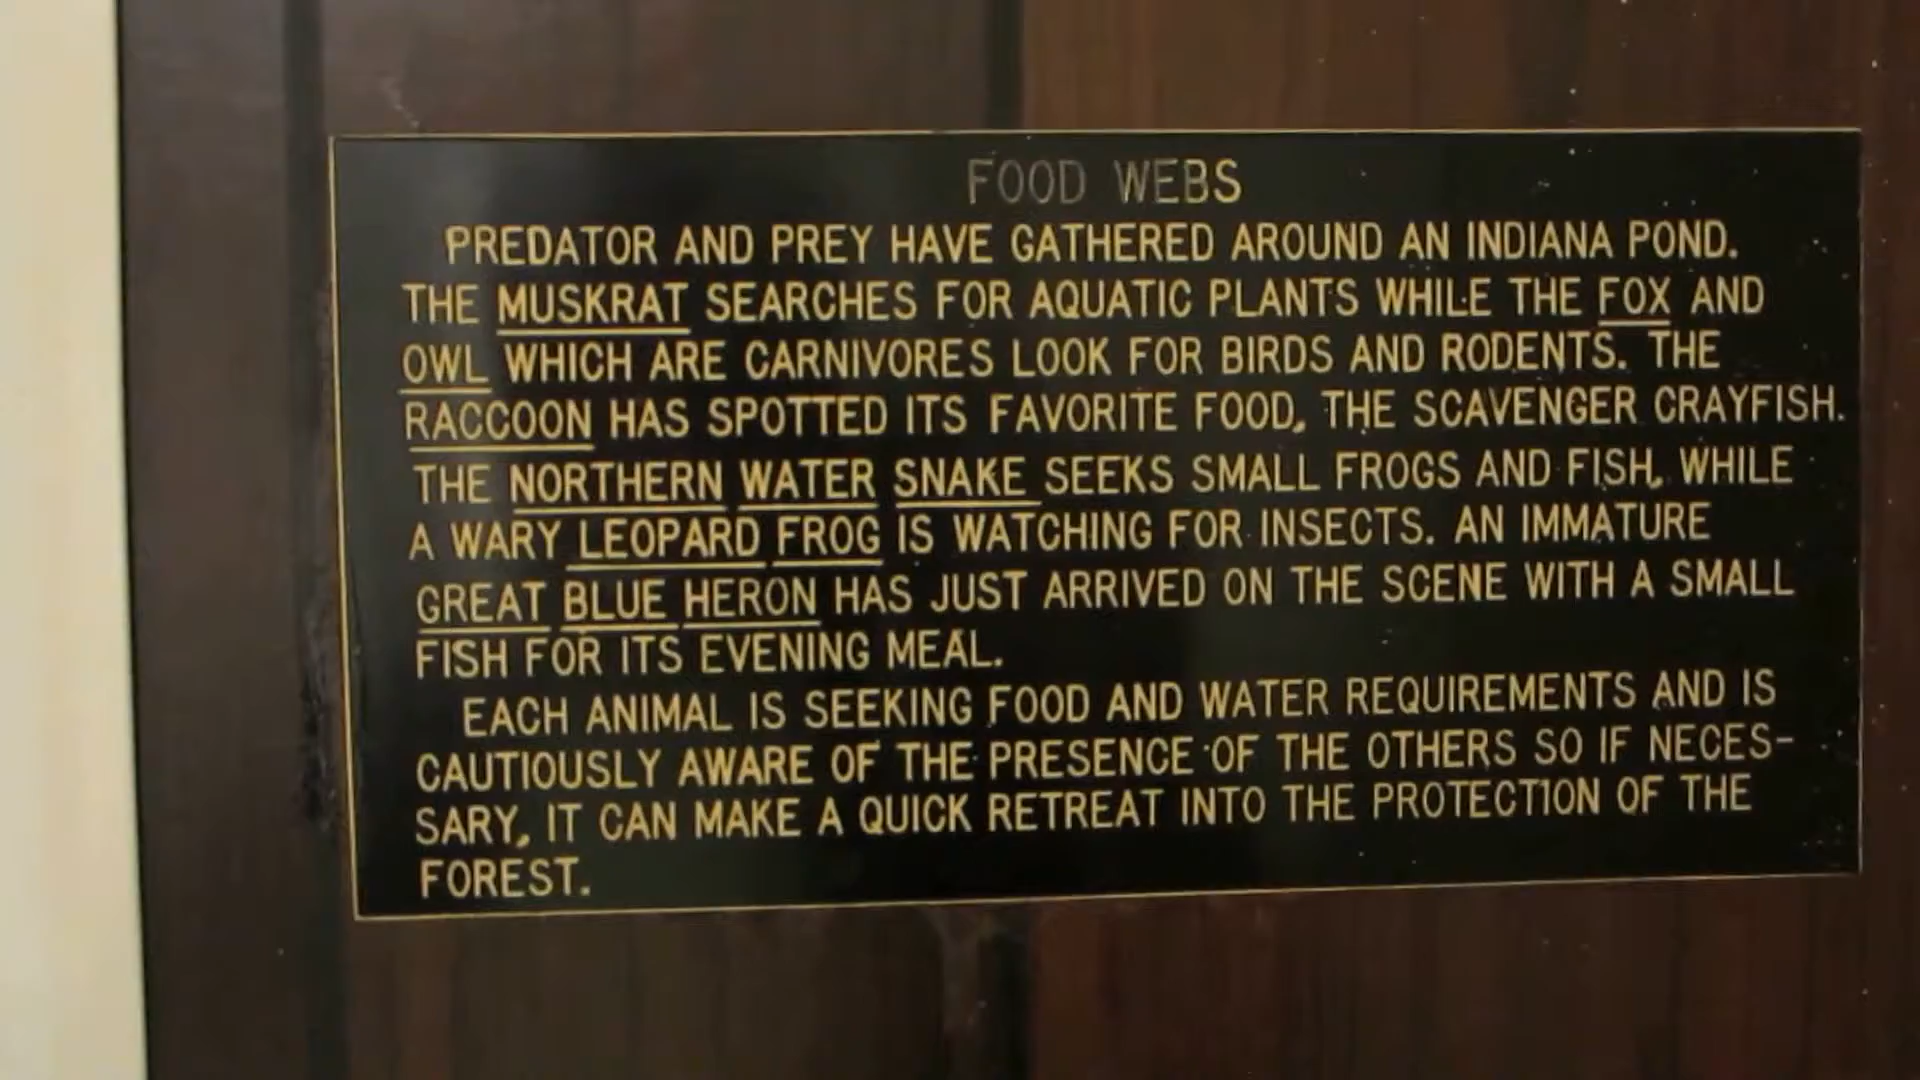 FOOD WEBS
PREDATOR AND PREY HAVE GATHERED AROUND AN INDIANA POND.
THE MUSKRAT SEARCHES FOR AQUATIC PLANTS WHILE THE FOX AND
OWL WHICH ARE CARNIVORES LOOK FOR BIRDS AND RODENTS. THE
RACCOON HAS SPOTTED ITS FAVORITE FOOD, THE SCAVENGER CRAYFISH.
THE NORTHERN WATER SNAKE SEEKS SMALL FROGS AND FISH, WHILE
A WARY LEOPARD FROG IS WATCHING FOR INSECTS. AN IMMATURE
GREAT BLUE HERON HAS JUST ARRIVED ON THE SCENE WITH A SMALL
FISH FOR ITS EVENING MEAL.
EACH ANIMAL IS SEEKING FOOD AND WATER REQUIREMENTS AND IS
CAUTIOUSLY AWARE OF THE PRESENCE OF THE OTHERS SO IF NECES-
SARY, IT CAN MAKE A QUICK RETREAT INTO THE PROTECTION OF THE
FOREST.